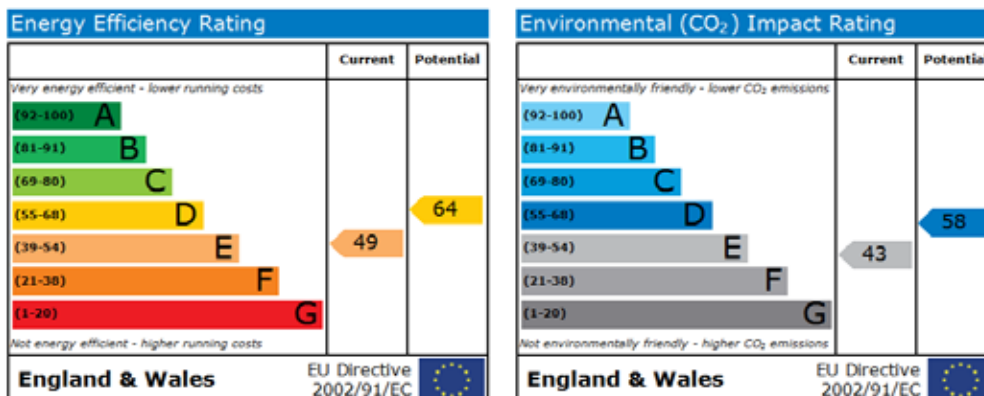 Energy Efficiency Rating
Current Potential
Very energy efficient - lower running costs
(92-100) A
(81-91) B
(69-80) C
(55-68) D
(39-54) E
(21-38) F
(1-20) G
49
64
Not energy efficient - higher running costs
England & Wales
EU Directive
2002/91/EC
Environmental (CO₂) Impact Rating
Current Potential
Very environmentally friendly - lower CO₂ emissions
(92-100) A
(81-91) B
(69-80) C
(55-68) D
(39-54) E
(21-38) F
(1-20) G
43
58
Not environmentally friendly - higher CO₂ emissions
England & Wales
EU Directive
2002/91/EC